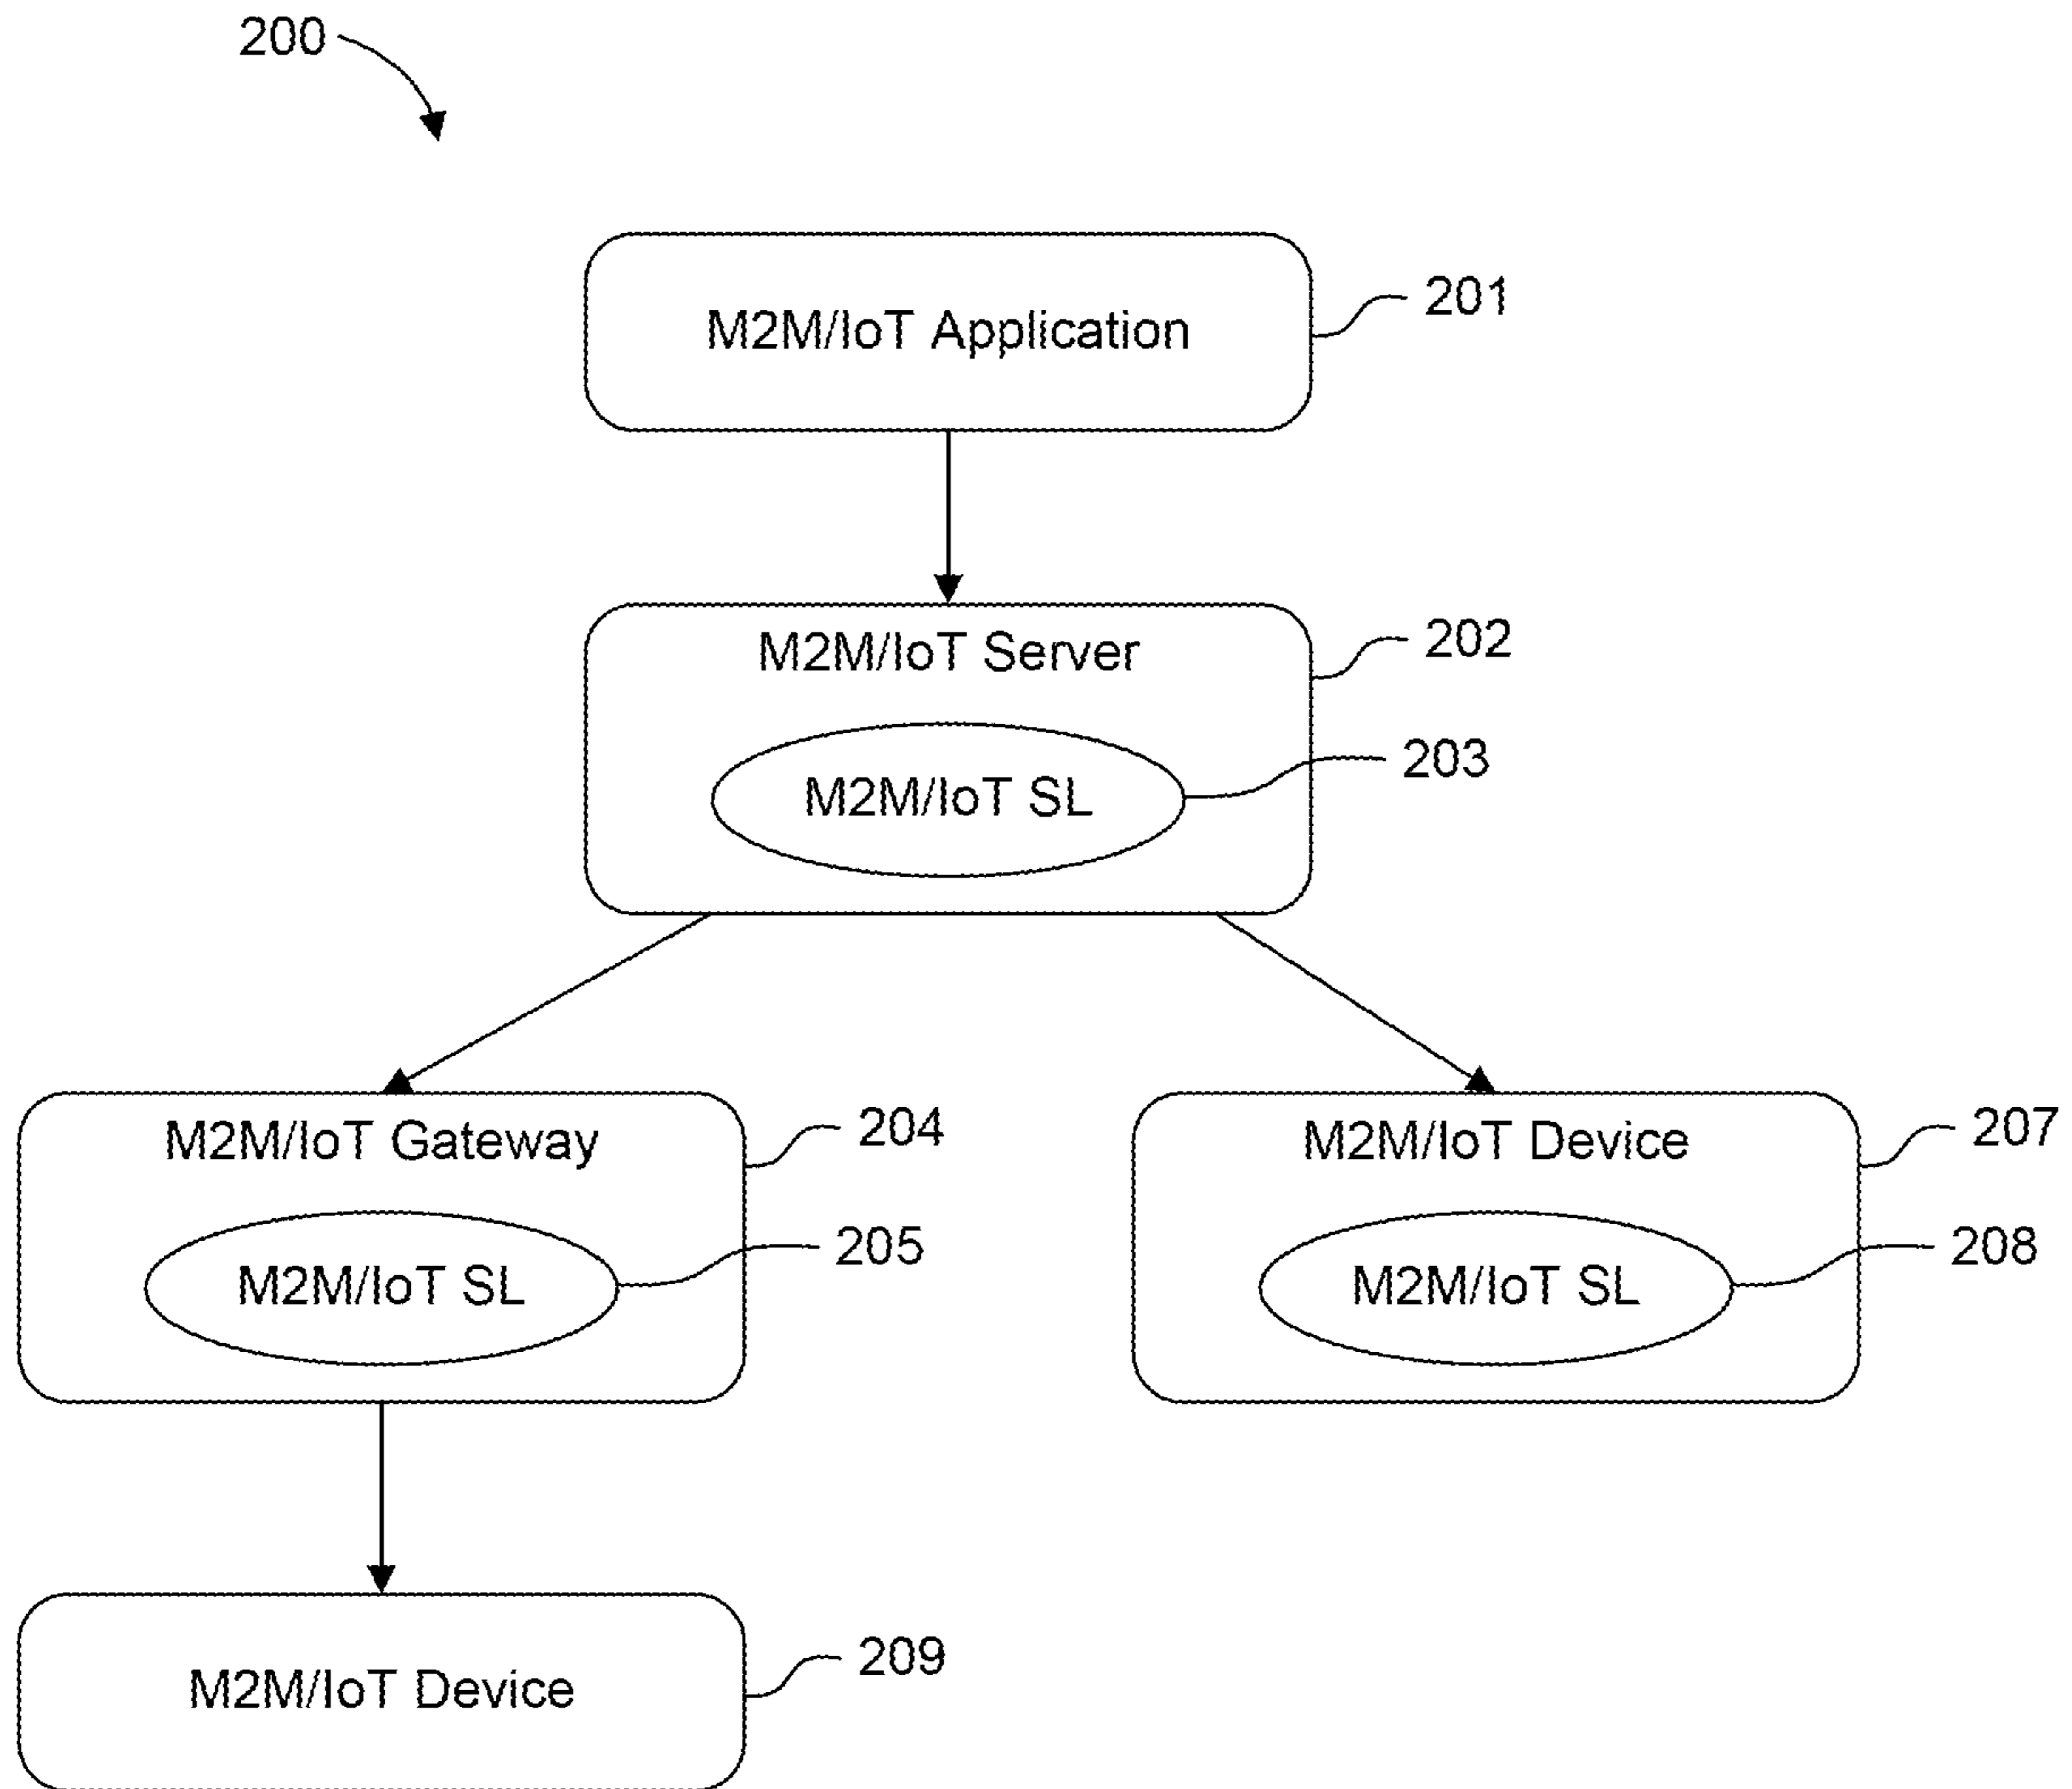 200
M2M/IoT Application
201
M2M/IoT Server
202
M2M/IoT SL
203
M2M/IoT Gateway
204
M2M/IoT SL
205
M2M/IoT Device
207
M2M/IoT SL
208
M2M/IoT Device
209